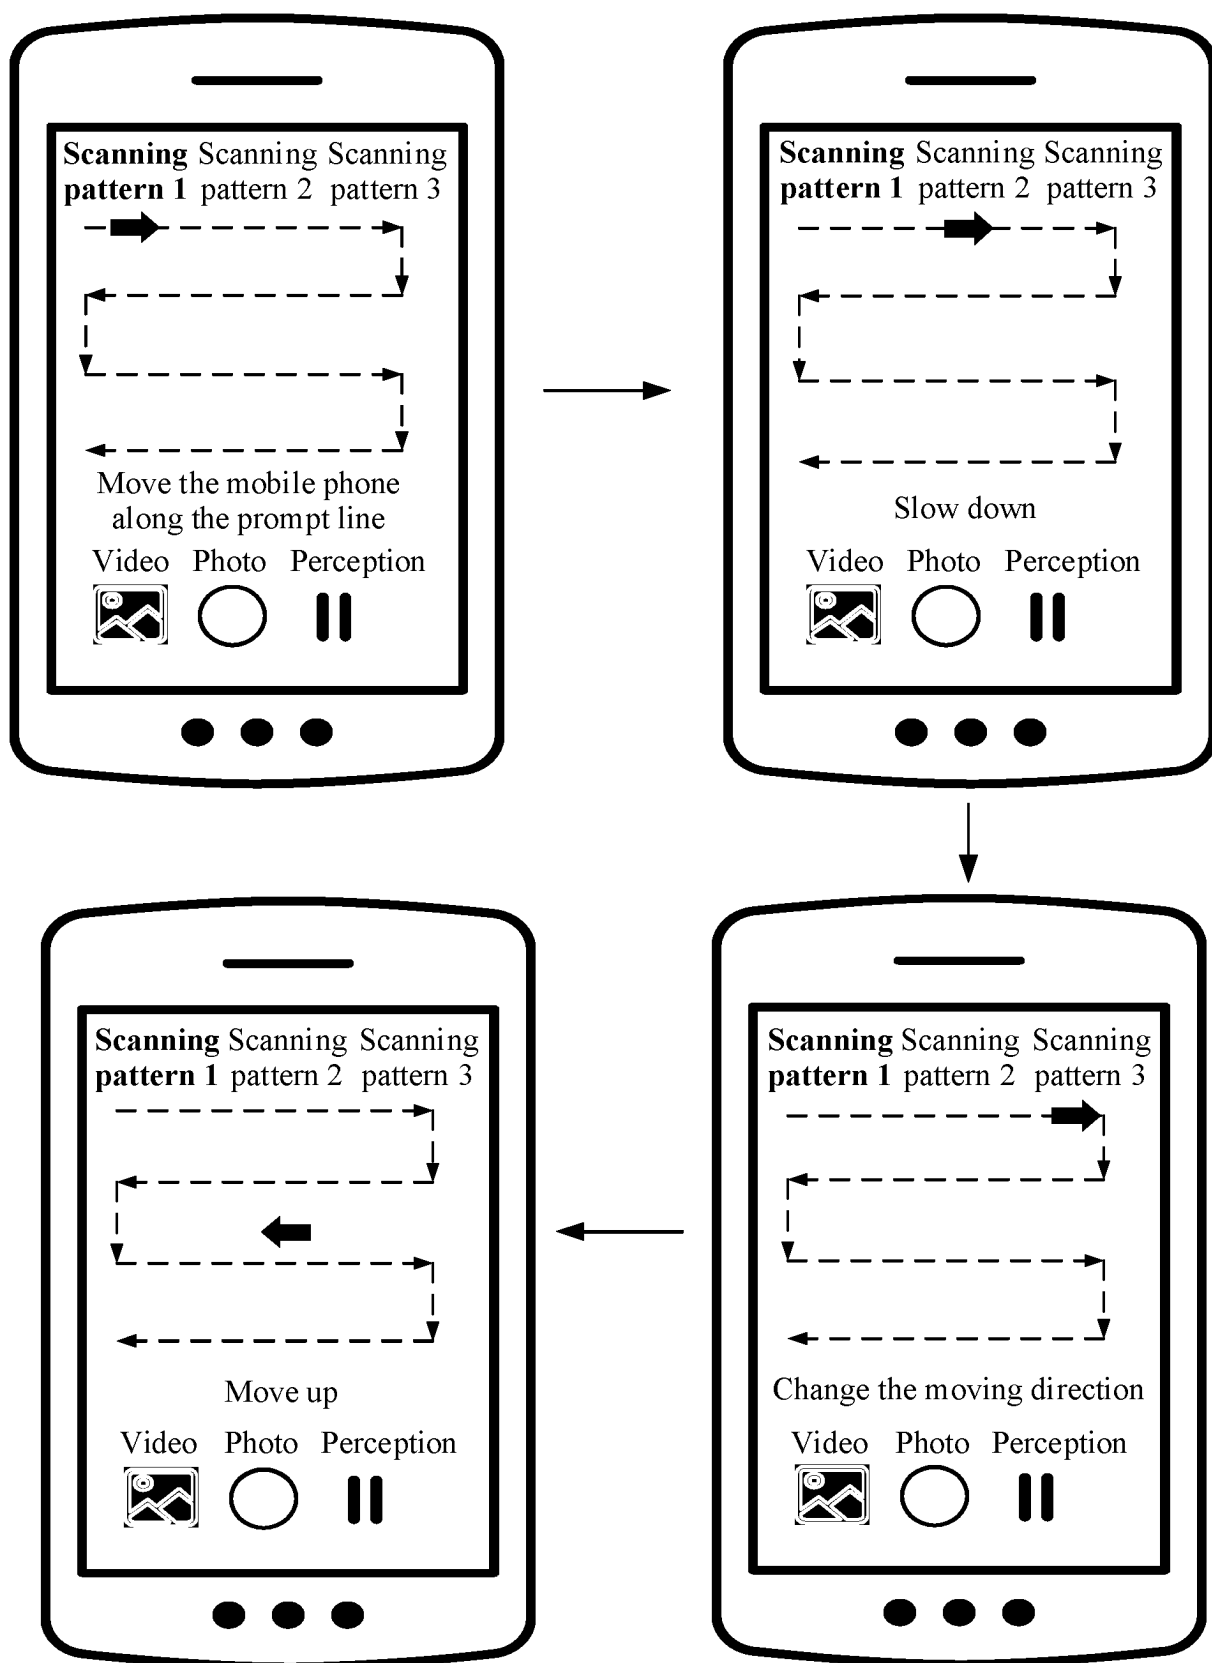 Scanning Scanning Scanning
pattern 1 pattern 2 pattern 3
Move the mobile phone
along the prompt line
Video Photo Perception
Scanning Scanning Scanning
pattern 1 pattern 2 pattern 3
Slow down
Video Photo Perception
Scanning Scanning Scanning
pattern 1 pattern 2 pattern 3
Move up
Video Photo Perception
Scanning Scanning Scanning
pattern 1 pattern 2 pattern 3
Change the moving direction
Video Photo Perception